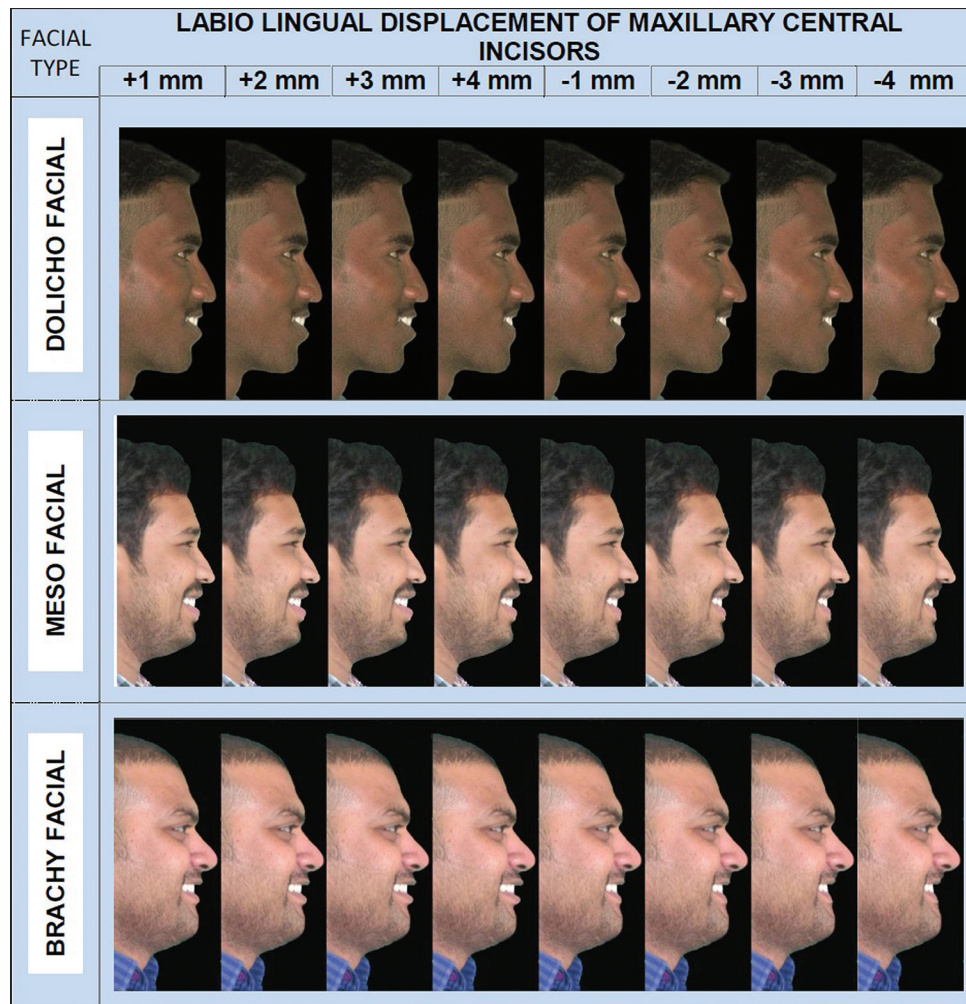 FACIAL TYPE
LABIO LINGUAL DISPLACEMENT OF MAXILLARY CENTRAL
INCISORS
+1 mm +2 mm +3 mm +4 mm -1 mm -2 mm -3 mm -4 mm
DOLICHO FACIAL
MESO FACIAL
BRACHY FACIAL